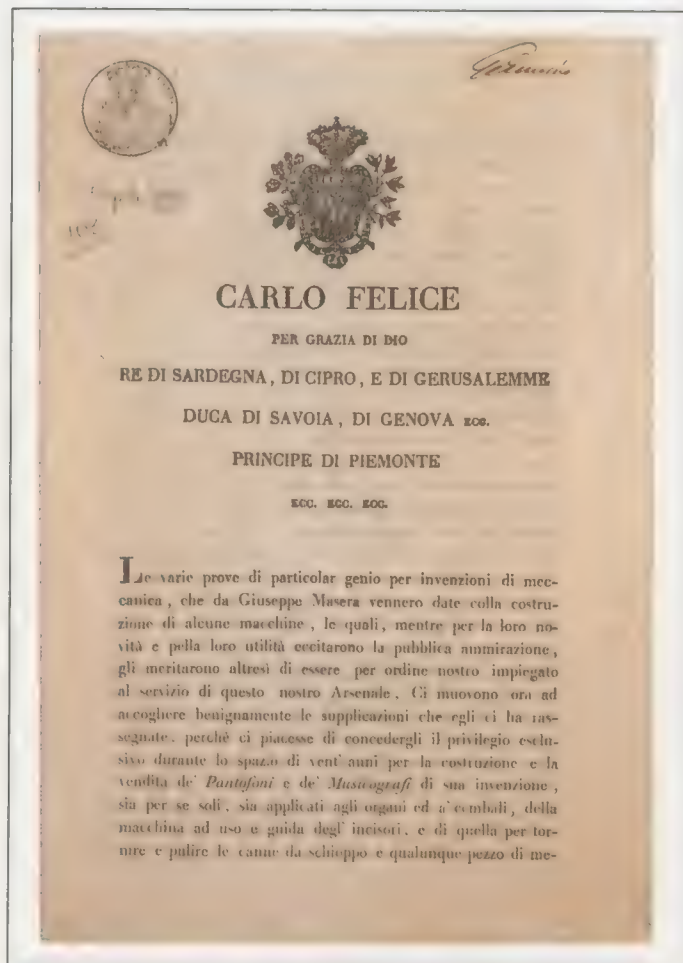 CARLO FELICE
PER GRAZIA DI DIO
RE DI SARDEGNA, DI CIPRO, E DI GERUSALEMME
DUCA DI SAVOIA, DI GENOVA ECC.
PRINCIPE DI PIEMONTE
ECC. ECC. ECC.
Le varie prove di particolar genio per invenzioni di mec-
canica, che da Giuseppe Masera vennero date colla costru-
zione di alcune macchine, le quali, mentre per la loro no-
vità e pella loro utilità eccitarono la pubblica ammirazione,
gli meritarono altresì di essere per ordine nostro impiegato
al servizio di questo nostro Arsenale, Ci muovono ora ad
accogliere benignamente le supplicazioni che egli ci ha ras-
segnate, perchè ci piacesse di concedergli il privilegio esclu-
sivo durante lo spazio di vent' anni per la costruzione e la
vendita de' Pantofoni e de' Musicografi di sua invenzione,
sia per se soli, sia applicati agli organi ed a' cembali, della
macchina ad uso e guida degl' incisori, e di quella per tor-
nire e pulire le canne da schioppo e qualunque pezzo di me-